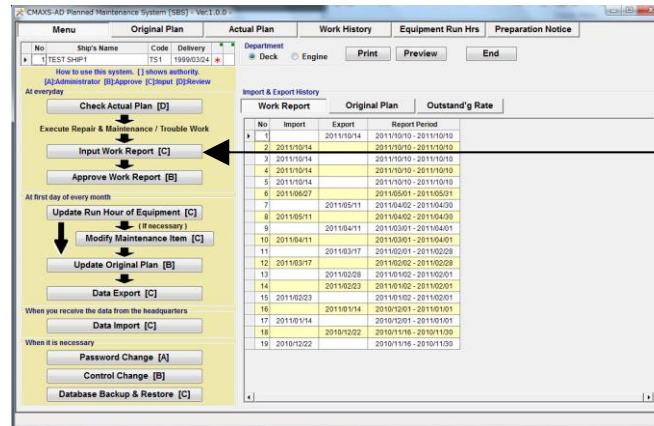 CMAXS-AD Planned Maintenance System [SBS] - Ver.1.0.0 -
Menu Original Plan Actual Plan Work History Equipment Run Hrs Preparation Notice
No Ship's Name Code Delivery
1 TEST SHIP1 TS1 1999/03/24 *
Department
Deck Engine Print Preview End
How to use this system. [ ] shows authority.
[A]:Administrator [B]:Approve [C]:Input [D]:Review
At everyday
Check Actual Plan [D]
Execute Repair & Maintenance / Trouble Work
Input Work Report [C]
Approve Work Report [B]
At first day of every month
Update Run Hour of Equipment [C]
( If necessary )
Modify Maintenance Item [C]
Update Original Plan [B]
Data Export [C]
When you receive the data from the headquarters
Data Import [C]
When it is necessary
Password Change [A]
Control Change [B]
Database Backup & Restore [C]
Import & Export History
Work Report Original Plan Outstand'g Rate
No Import Export Report Period
1 2011/10/14 2011/10/10 - 2011/10/10
2 2011/10/14 2011/10/10 - 2011/10/10
3 2011/10/14 2011/10/10 - 2011/10/10
4 2011/10/14 2011/10/10 - 2011/10/10
5 2011/10/14 2011/10/10 - 2011/10/10
6 2011/06/27 2011/05/01 - 2011/05/31
7 2011/05/11 2011/04/02 - 2011/04/30
8 2011/05/11 2011/04/02 - 2011/04/30
9 2011/04/11 2011/03/01 - 2011/04/01
10 2011/04/11 2011/03/01 - 2011/04/01
11 2011/03/17 2011/02/02 - 2011/02/28
12 2011/03/17 2011/02/02 - 2011/02/28
13 2011/02/28 2011/01/02 - 2011/02/01
14 2011/02/23 2011/01/02 - 2011/02/01
15 2011/02/23 2011/01/02 - 2011/02/01
16 2011/01/14 2010/12/01 - 2011/01/01
17 2011/01/14 2010/12/01 - 2011/01/01
18 2010/12/22 2010/11/16 - 2010/11/30
19 2010/12/22 2010/11/16 - 2010/11/30